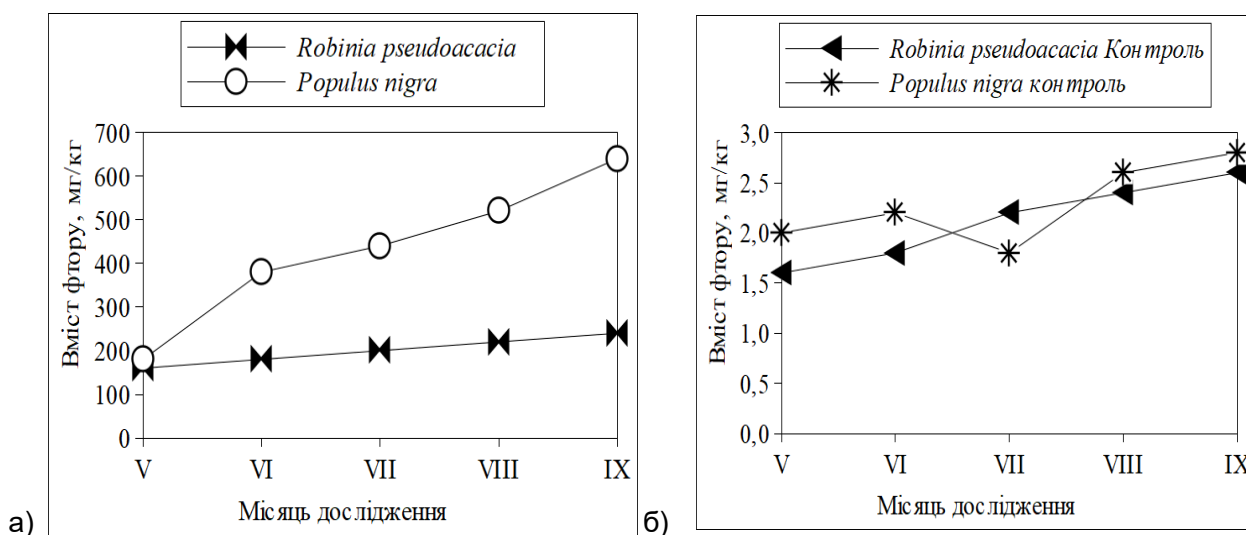 Robinia pseudoacacia
Populus nigra
Вміст фтору, мг/кг
700
600
500
400
300
200
100
0
V VI VII VIII IX
Місяць дослідження
а)
Robinia pseudoacacia Контроль
Populus nigra контроль
Вміст фтору, мг/кг
3,0
2,5
2,0
1,5
1,0
0,5
0,0
V VI VII VIII IX
Місяць дослідження
б)